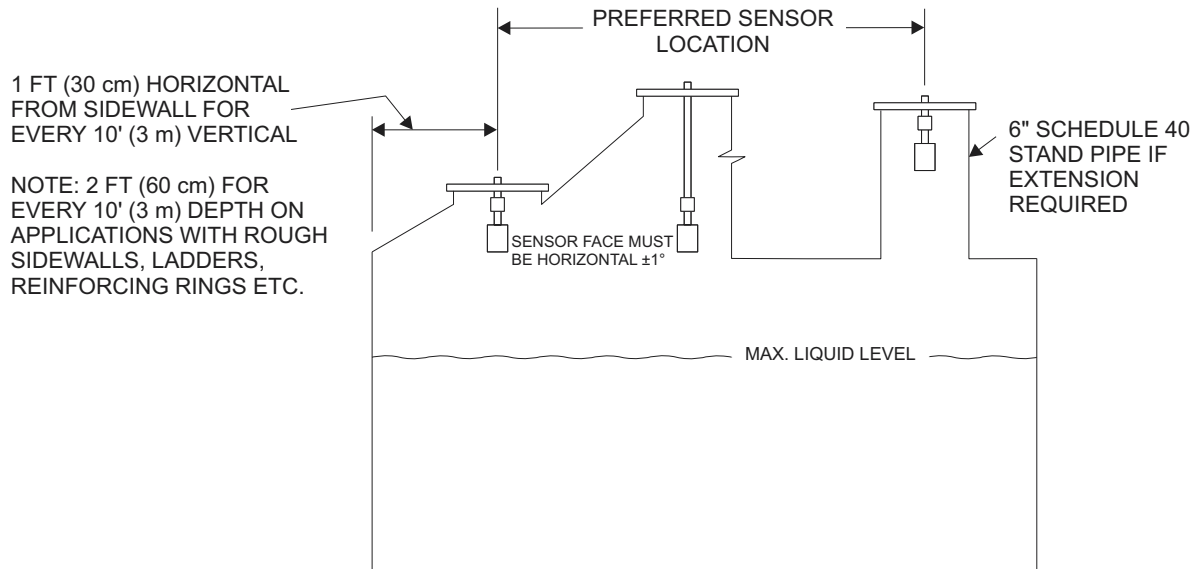 PREFERRED SENSOR
LOCATION
1 FT (30 cm) HORIZONTAL
FROM SIDEWALL FOR
EVERY 10' (3 m) VERTICAL
NOTE: 2 FT (60 cm) FOR
EVERY 10' (3 m) DEPTH ON
APPLICATIONS WITH ROUGH
SIDEWALLS, LADDERS,
REINFORCING RINGS ETC.
6" SCHEDULE 40
STAND PIPE IF
EXTENSION
REQUIRED
SENSOR FACE MUST
BE HORIZONTAL ±1°
MAX. LIQUID LEVEL